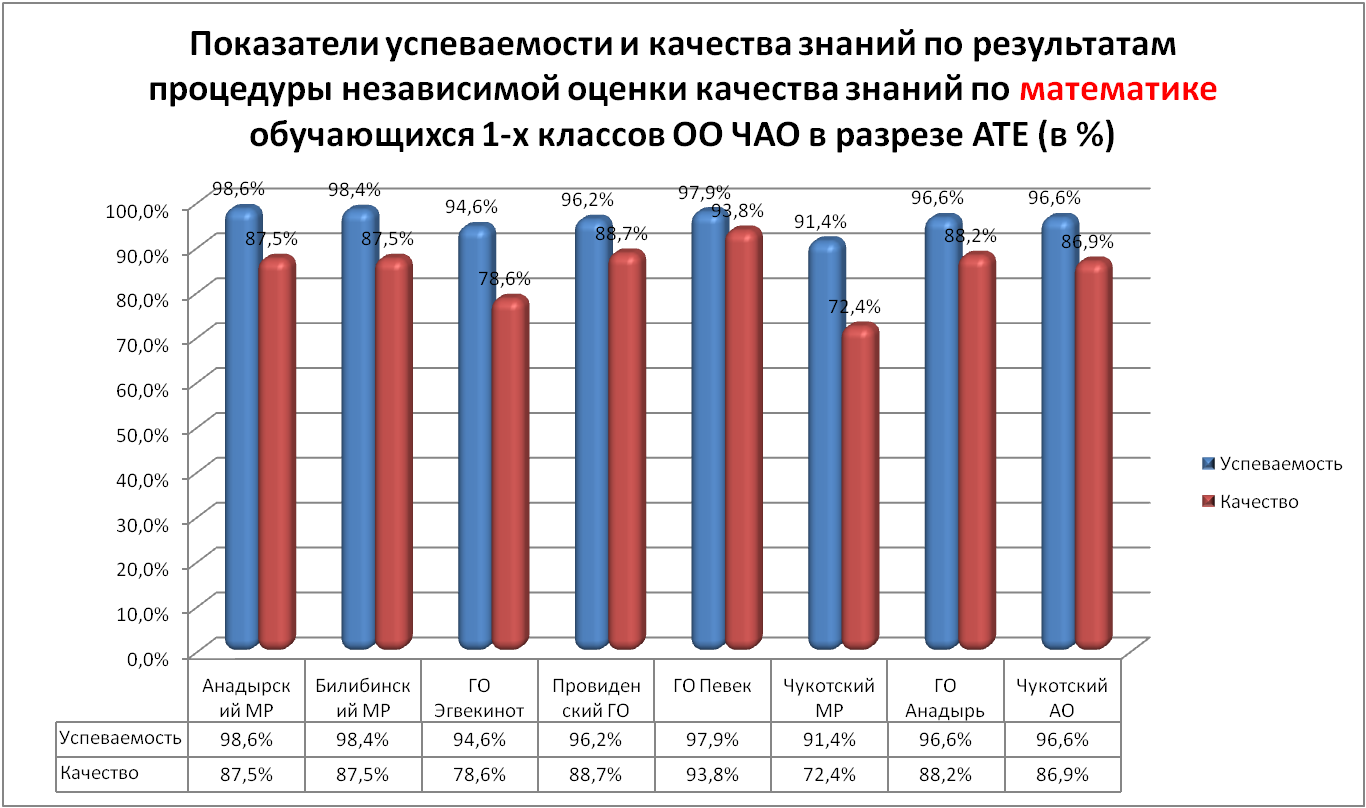 Показатели успеваемости и качества знаний по результатам
процедуры независимой оценки качества знаний по математике
обучающихся 1-х классов ОО ЧАО в разрезе АТЕ (в %)
98,6% 98,4% 94,6% 96,2% 97,9% 91,4% 96,6% 96,6%
87,5% 87,5% 78,6% 88,7% 93,8% 72,4% 88,2% 86,9%
100,0%
90,0%
80,0%
70,0%
60,0%
50,0%
40,0%
30,0%
20,0%
10,0%
0,0%
Успеваемость
Качество
Анадырск Билибинск ГО Провиден ГО Певек Чукотский ГО Чукотский
ий МР ий МР Эгвекинот ский ГО МР Анадырь АО
Успеваемость 98,6% 98,4% 94,6% 96,2% 97,9% 91,4% 96,6% 96,6%
Качество 87,5% 87,5% 78,6% 88,7% 93,8% 72,4% 88,2% 86,9%